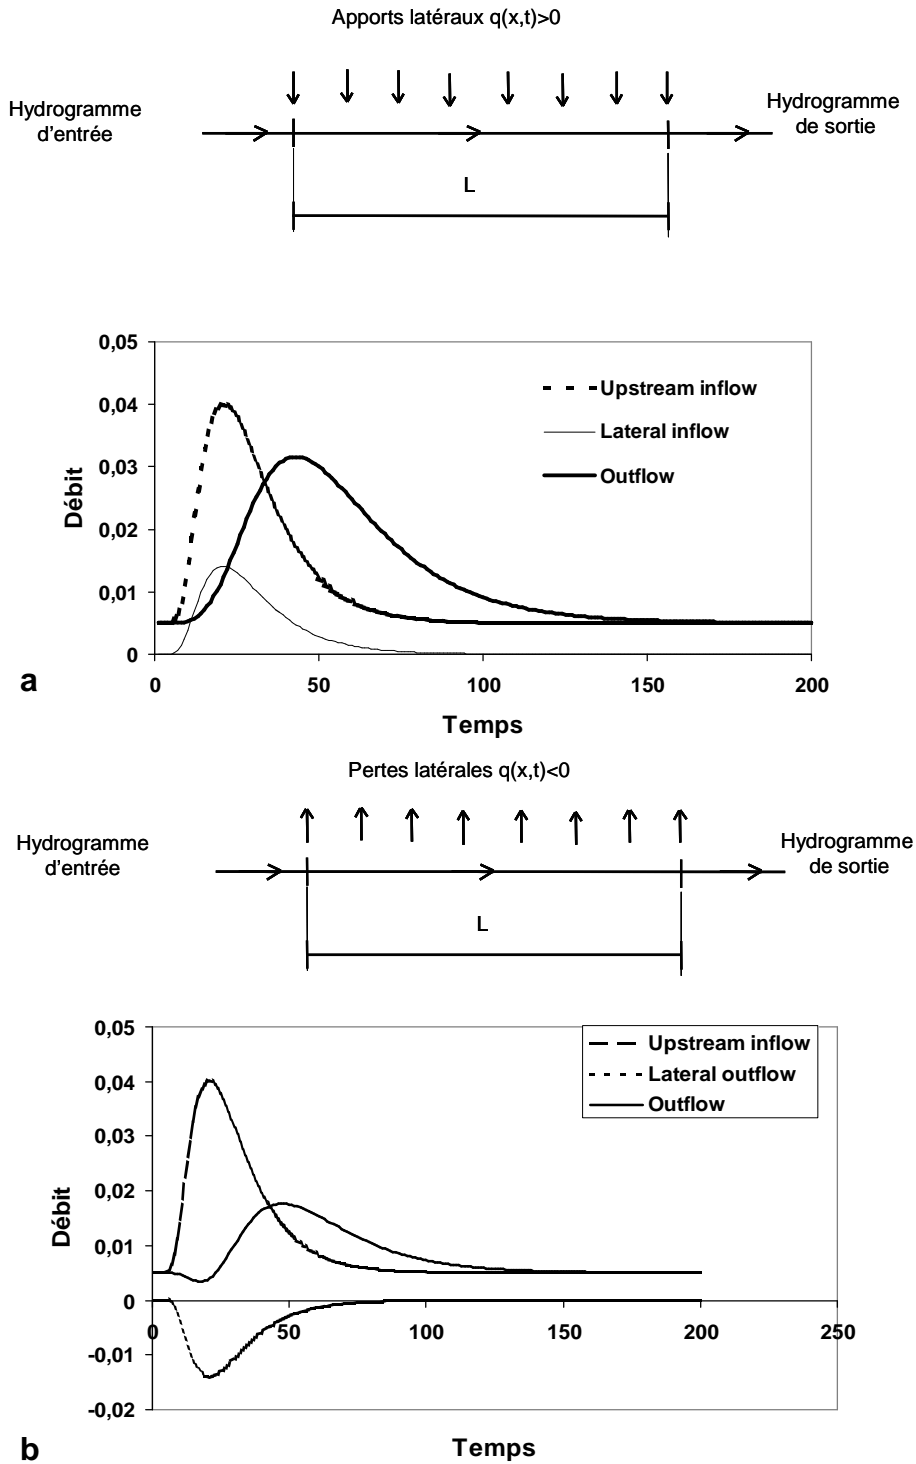 Apports latéraux q(x,t)>0
Hydrogramme
d'entrée
Hydrogramme
de sortie
L
0,05
0,04
0,03
0,02
0,01
0
Débit
Upstream inflow
Lateral inflow
Outflow
0
50
100
150
200
Temps
a
Pertes latérales q(x,t)<0
Hydrogramme
d'entrée
Hydrogramme
de sortie
L
0,05
0,04
0,03
0,02
0,01
0
-0,01
-0,02
Débit
Upstream inflow
Lateral outflow
Outflow
0
50
100
150
200
250
Temps
b